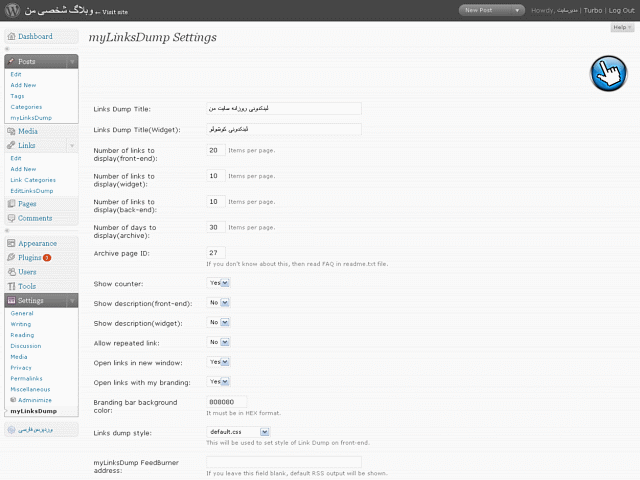 وبلاگ شخصی من ← Visit site
New Post
Howdy, مدیرسایت | Turbo | Log Out
Help
Dashboard
myLinksDump Settings
Posts
Edit
Add New
Tags
Categories
myLinksDump
Media
Links
Edit
Add New
Link Categories
EditLinksDump
Pages
Comments
Appearance
Plugins 3
Users
Tools
Settings
General
Writing
Reading
Discussion
Media
Privacy
Permalinks
Miscellaneous
Adminimize
myLinksDump
وردپرس فارسی
Links Dump Title: لینکدونی روزانه سایت من
Links Dump Title(Widget): لینکدونی کوشولو
Number of links to
display(front-end): 20 Items per page.
Number of links to
display(widget): 10 Items per page.
Number of links to
display(back-end): 10 Items per page.
Number of days to
display(archive): 30 Items per page.
Archive page ID: 27
If you don't know about this, then read FAQ in readme.txt file.
Show counter: Yes
Show description(front-end): No
Show description(widget): No
Allow repeated link: No
Open links in new window: Yes
Open links with my branding: Yes
Branding bar background
color: 808080
It must be in HEX format.
Links dump style: default.css
This will be used to set style of Link Dump on front-end.
myLinksDump FeedBurner
address:
If you leave this field blank, default RSS output will be shown.